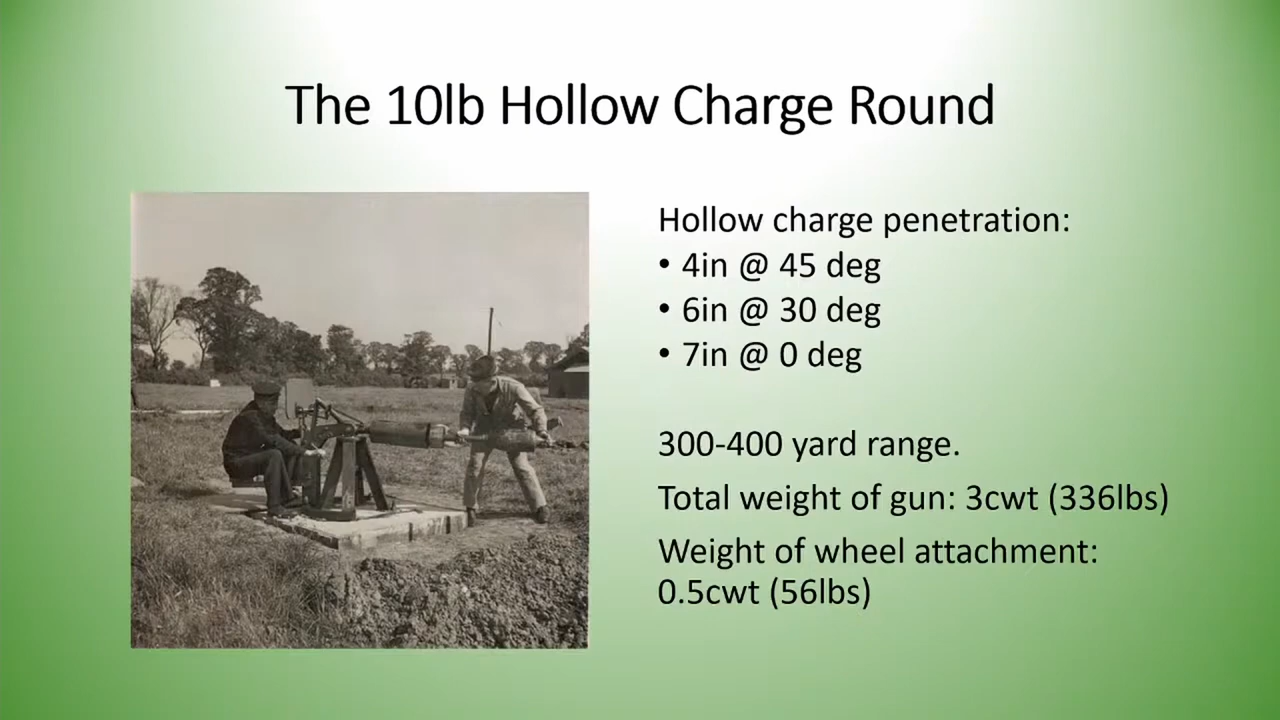 The 10lb Hollow Charge Round
Hollow charge penetration:
• 4in @ 45 deg
• 6in @ 30 deg
• 7in @ 0 deg
300-400 yard range.
Total weight of gun: 3cwt (336lbs)
Weight of wheel attachment:
0.5cwt (56lbs)